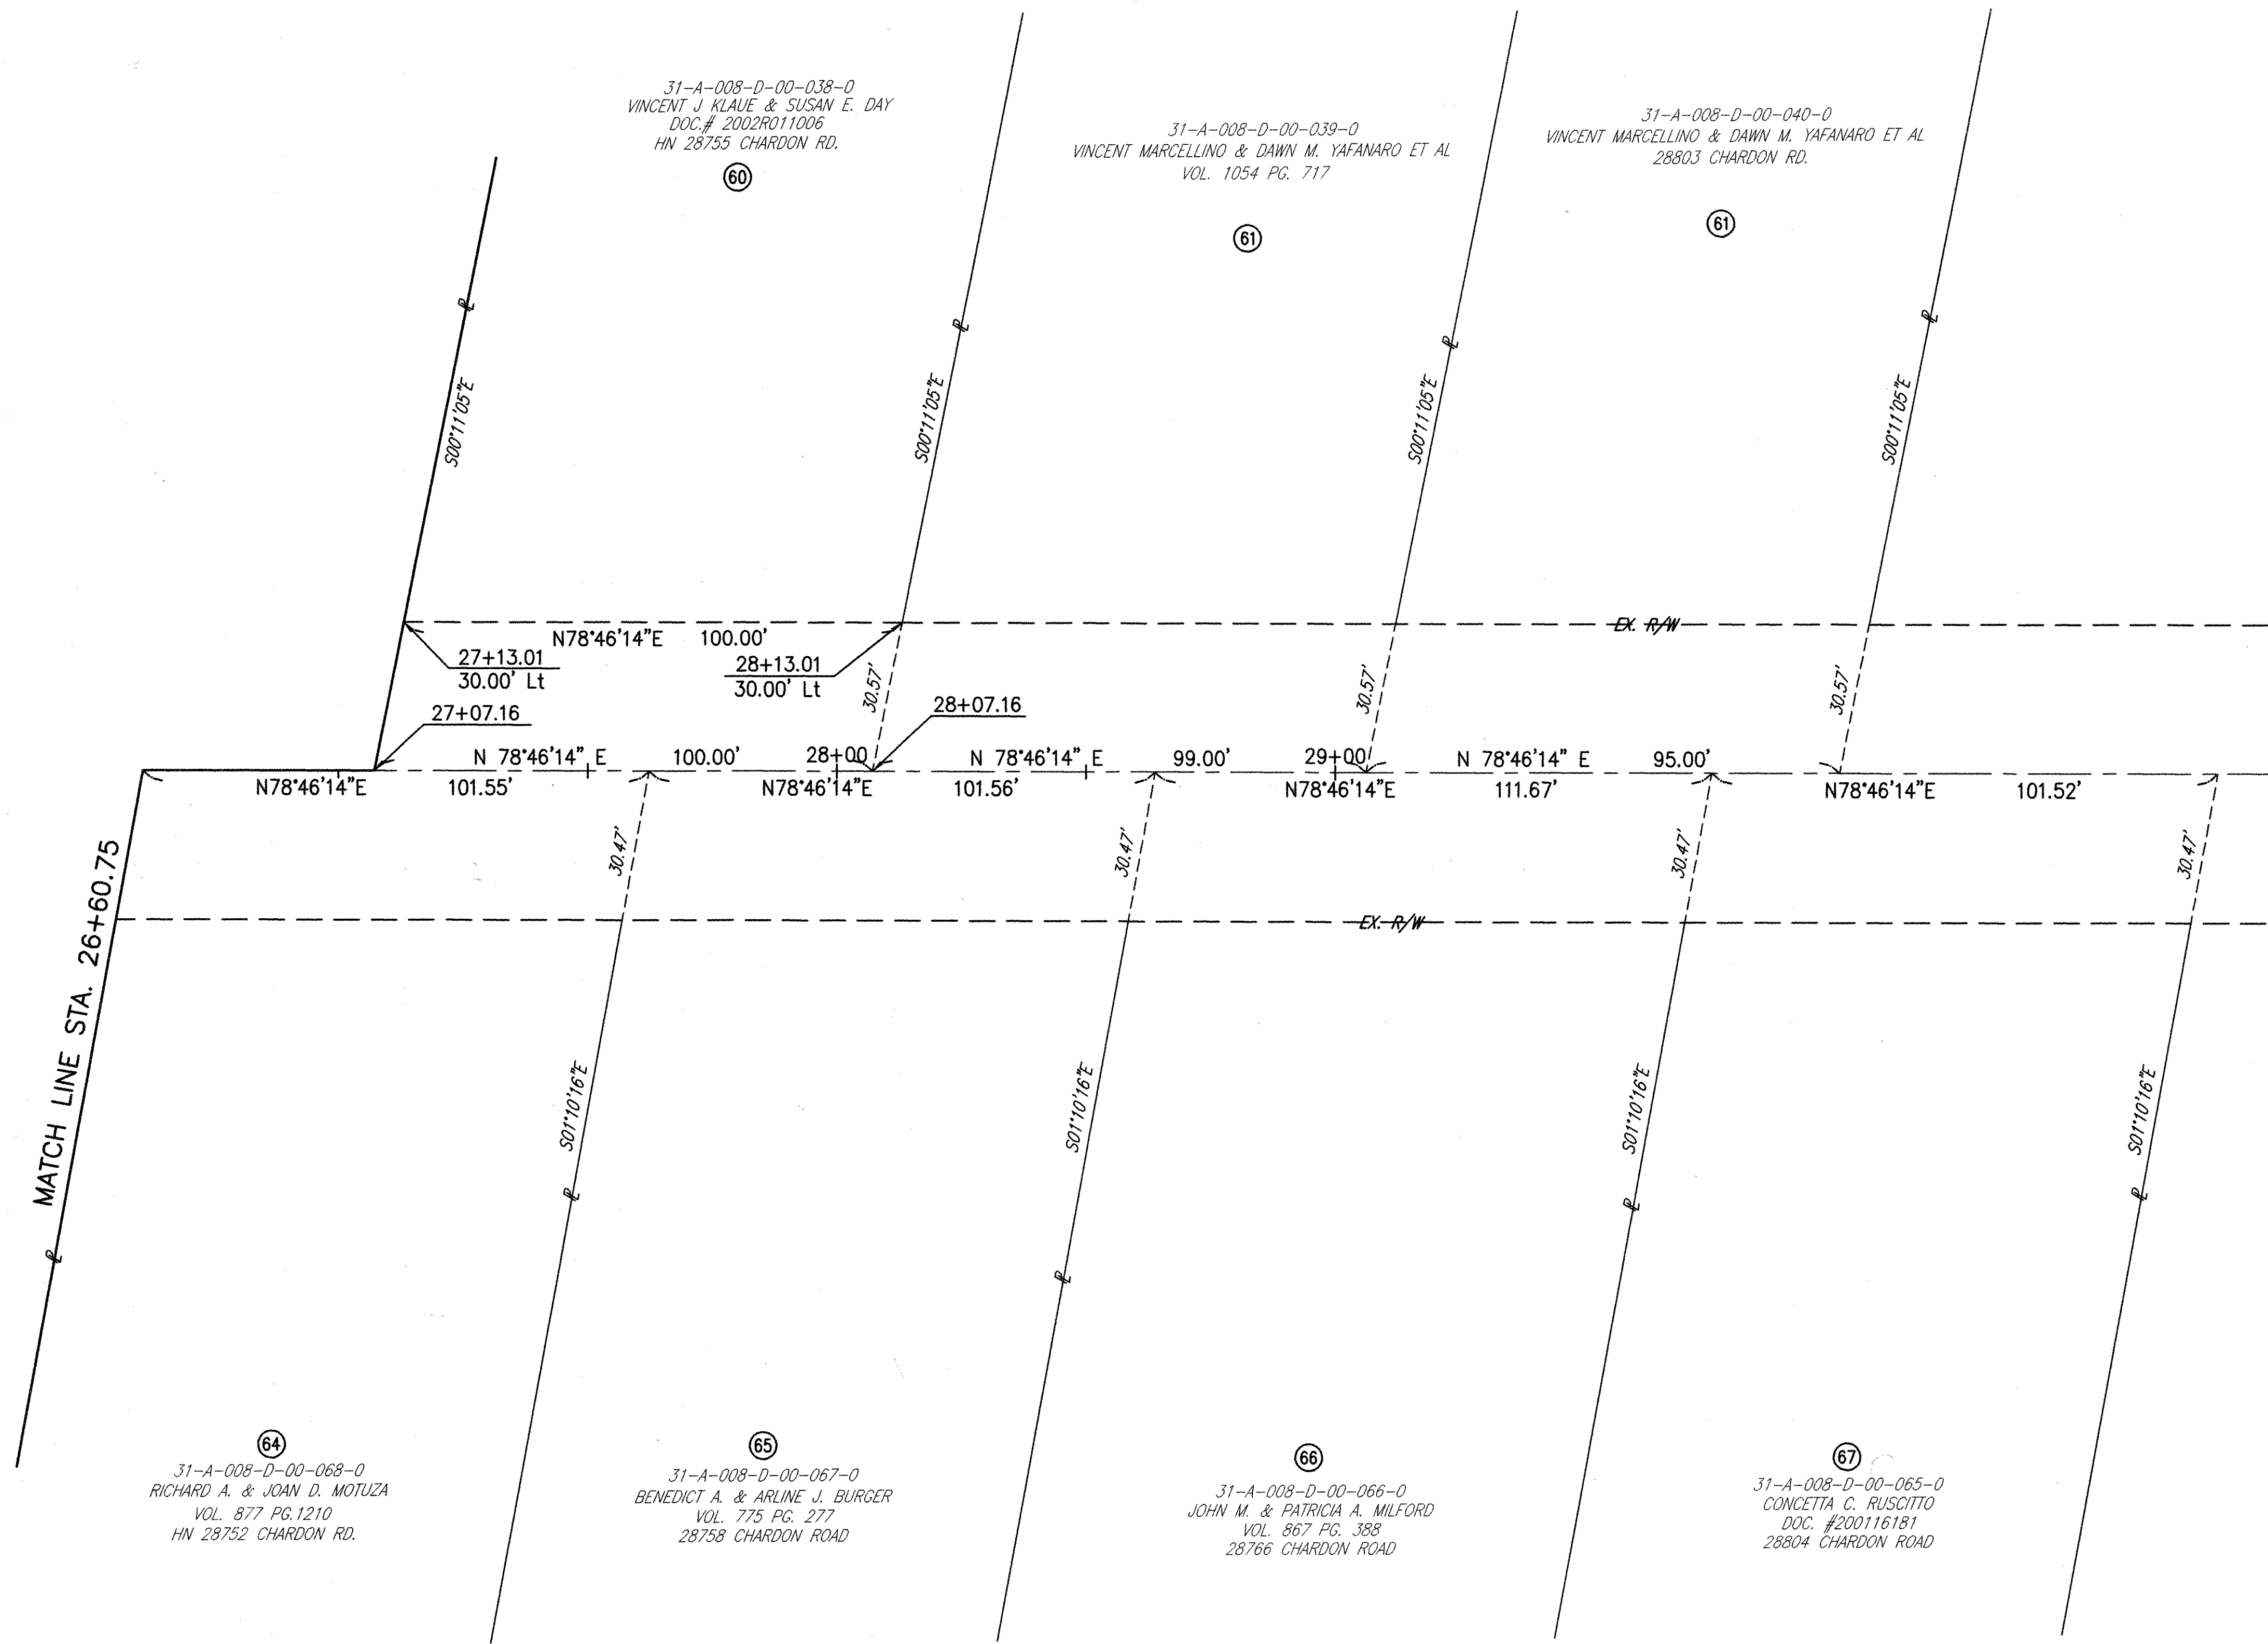 31-A-008-D-00-038-0
VINCENT J KLAUE & SUSAN E. DAY
DOC.# 2002R011006
HN 28755 CHARDON RD.
60
31-A-008-D-00-039-0
VINCENT MARCELLINO & DAWN M. YAFANARO ET AL
VOL. 1054 PG. 717
61
31-A-008-D-00-040-0
VINCENT MARCELLINO & DAWN M. YAFANARO ET AL
28803 CHARDON RD.
61
PL
PL
PL
PL
S00°11'05"E
S00°11'05"E
S00°11'05"E
S00°11'05"E
N78°46'14"E 100.00'
EX. R/W
27+13.01
30.00' Lt
28+13.01
30.00' Lt
30.57'
30.57'
30.57'
27+07.16
28+07.16
N 78°46'14" E 100.00'
28+00
N 78°46'14" E 99.00'
29+00
N 78°46'14" E 95.00'
N78°46'14"E 101.55'
N78°46'14"E 101.56'
N78°46'14"E 111.67'
N78°46'14"E 101.52'
30.47'
30.47'
30.47'
30.47'
MATCH LINE STA. 26+60.75
EX. R/W
S01°10'16"E
S01°10'16"E
S01°10'16"E
S01°10'16"E
PL
PL
PL
PL
PL
64
31-A-008-D-00-068-0
RICHARD A. & JOAN D. MOTUZA
VOL. 877 PG.1210
HN 28752 CHARDON RD.
65
31-A-008-D-00-067-0
BENEDICT A. & ARLINE J. BURGER
VOL. 775 PG. 277
28758 CHARDON ROAD
66
31-A-008-D-00-066-0
JOHN M. & PATRICIA A. MILFORD
VOL. 867 PG. 388
28766 CHARDON ROAD
67
31-A-008-D-00-065-0
CONCETTA C. RUSCITTO
DOC. #200116181
28804 CHARDON ROAD